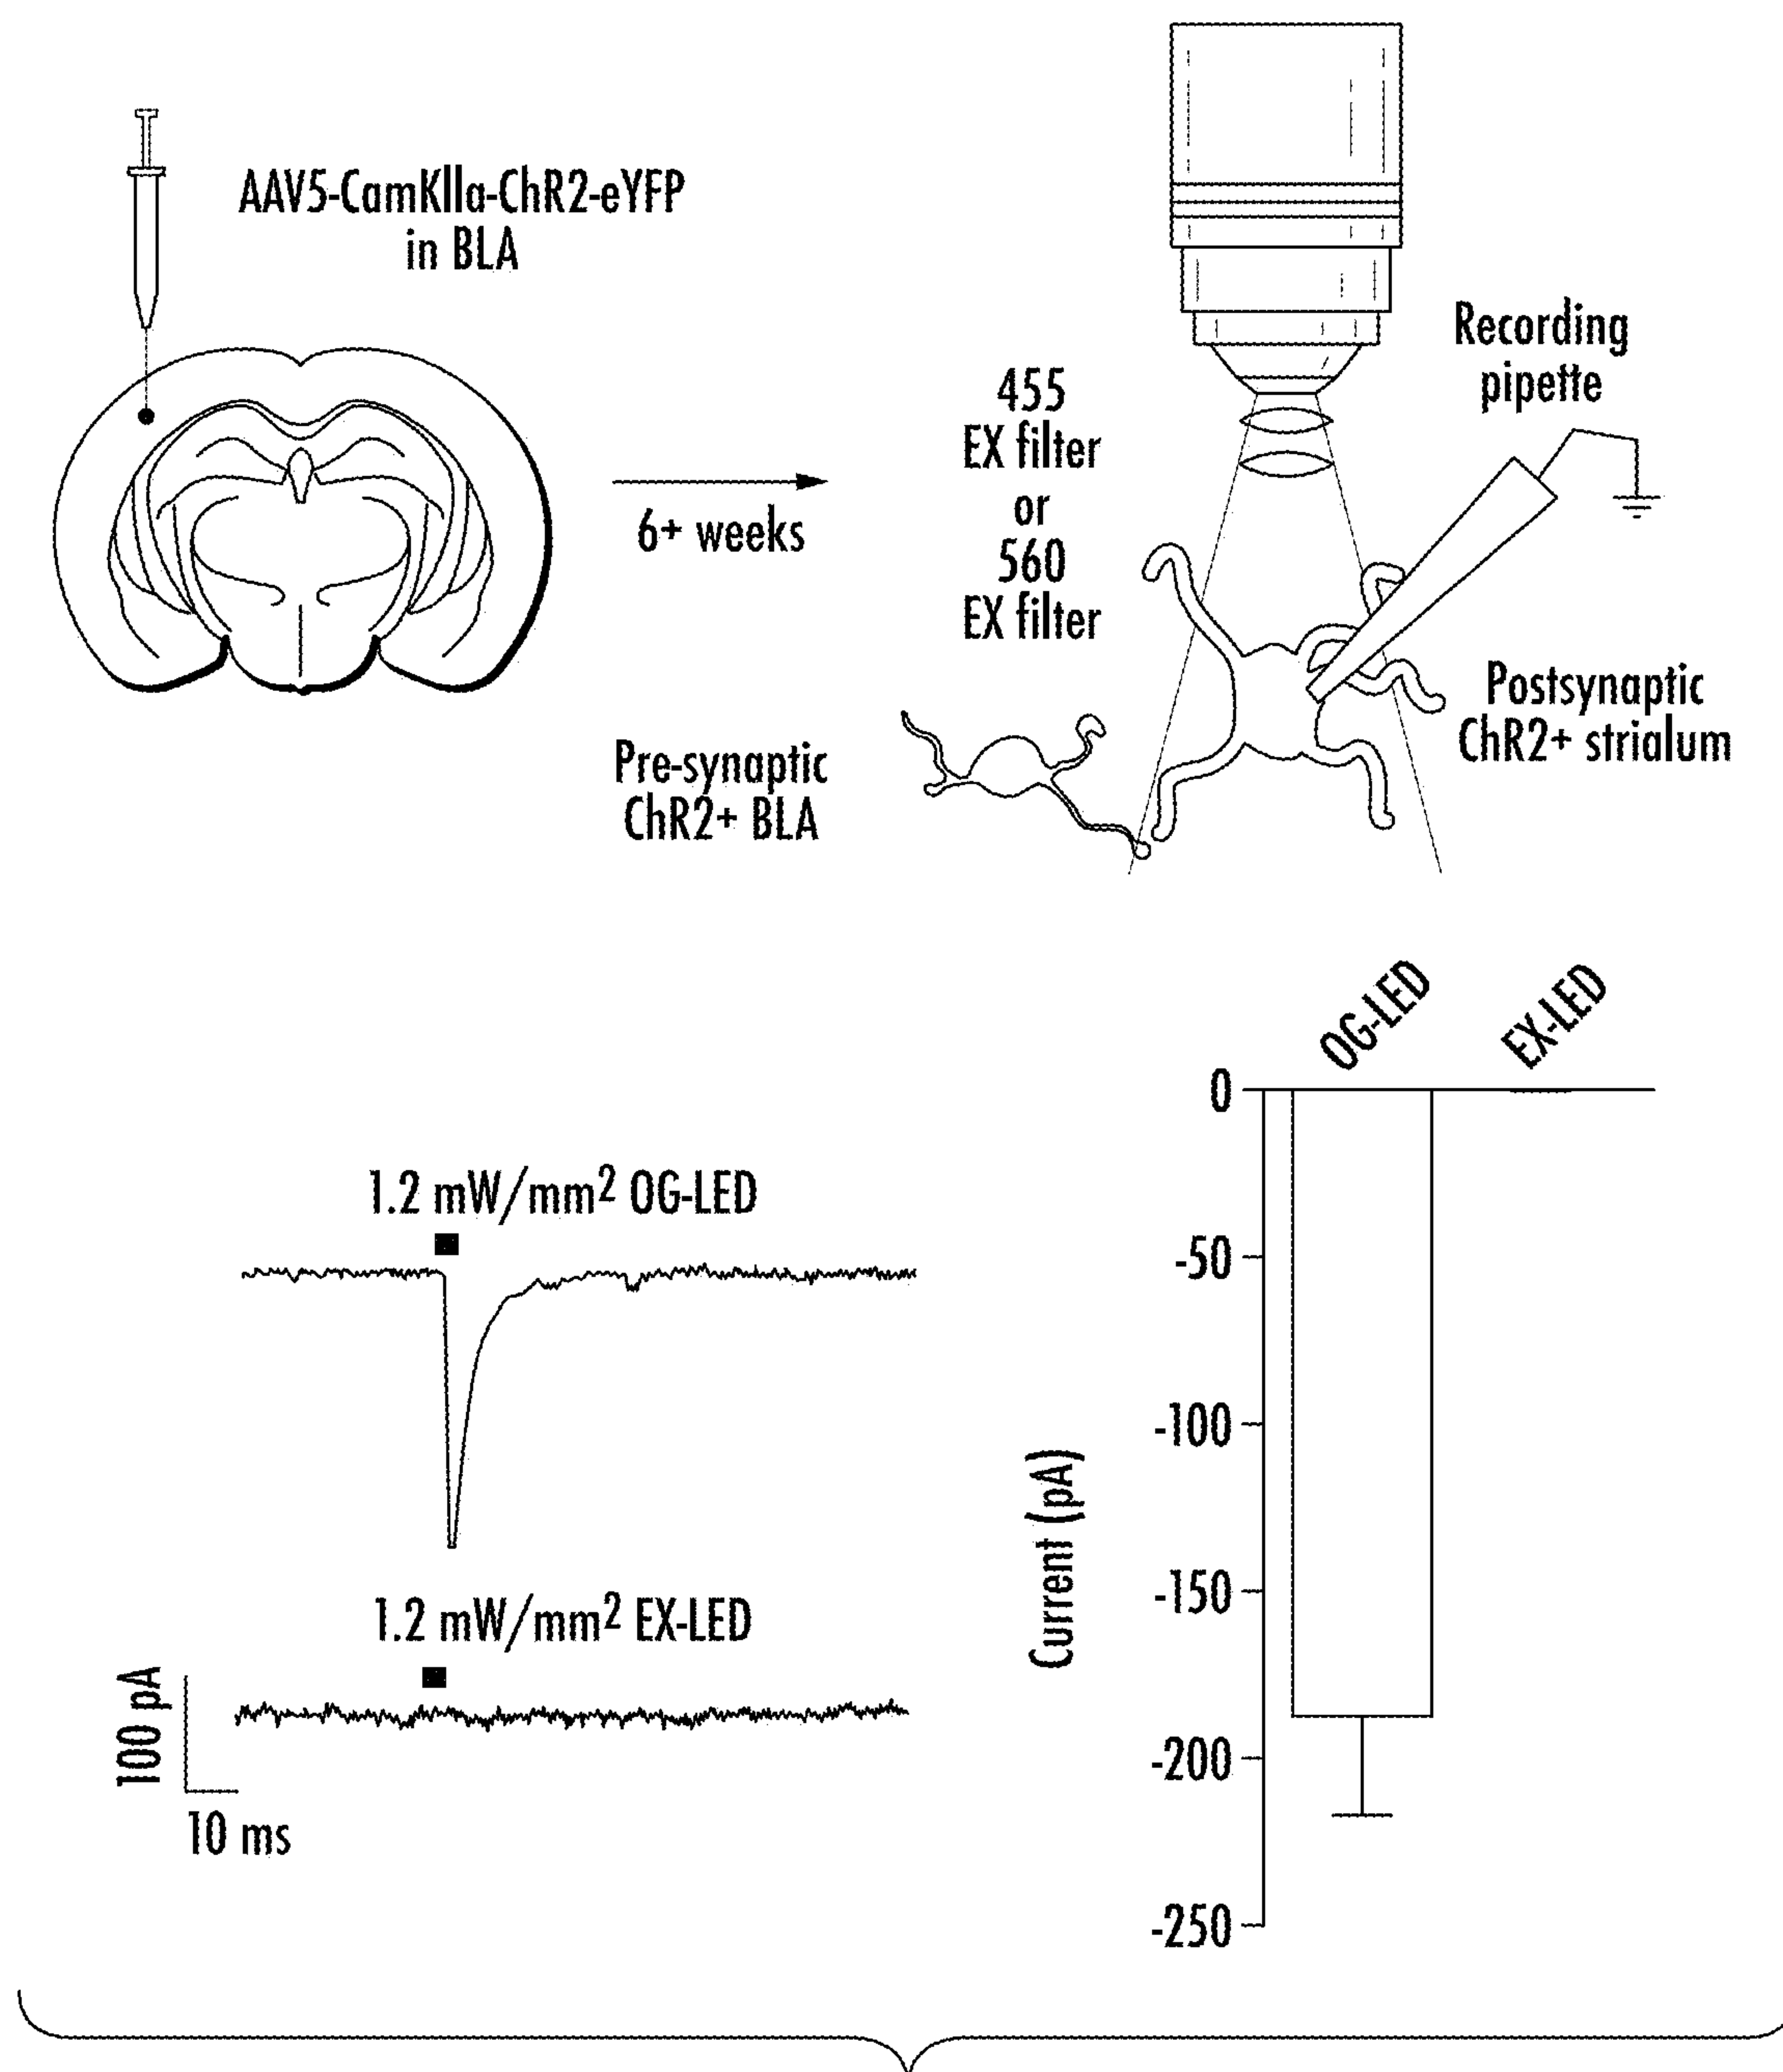 AAV5-CamKlla-ChR2-eYFP
in BLA
6+ weeks
455
EX filter
or
560
EX filter
Recording
pipette
Pre-synaptic
ChR2+ BLA
Postsynaptic
ChR2+ strialum
1.2 mW/mm² OG-LED
1.2 mW/mm² EX-LED
100 pA
10 ms
OG-LED
EX-LED
0
-50
-100
-150
-200
-250
Current (pA)